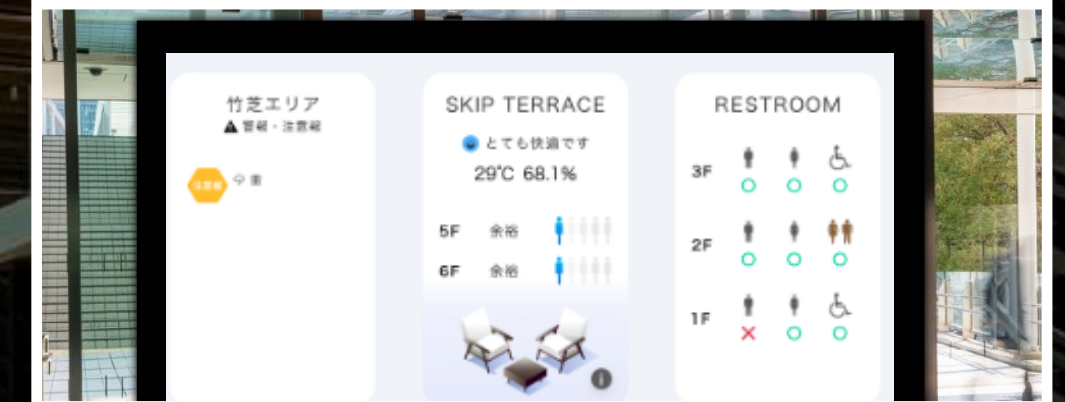 竹芝エリア
警報・注意報
注意報
雷
SKIP TERRACE
とても快適です
29℃ 68.1%
5F 余裕
6F 余裕
RESTROOM
3F
○ ○ ○
2F
○ ○ ○
1F
× ○ ○